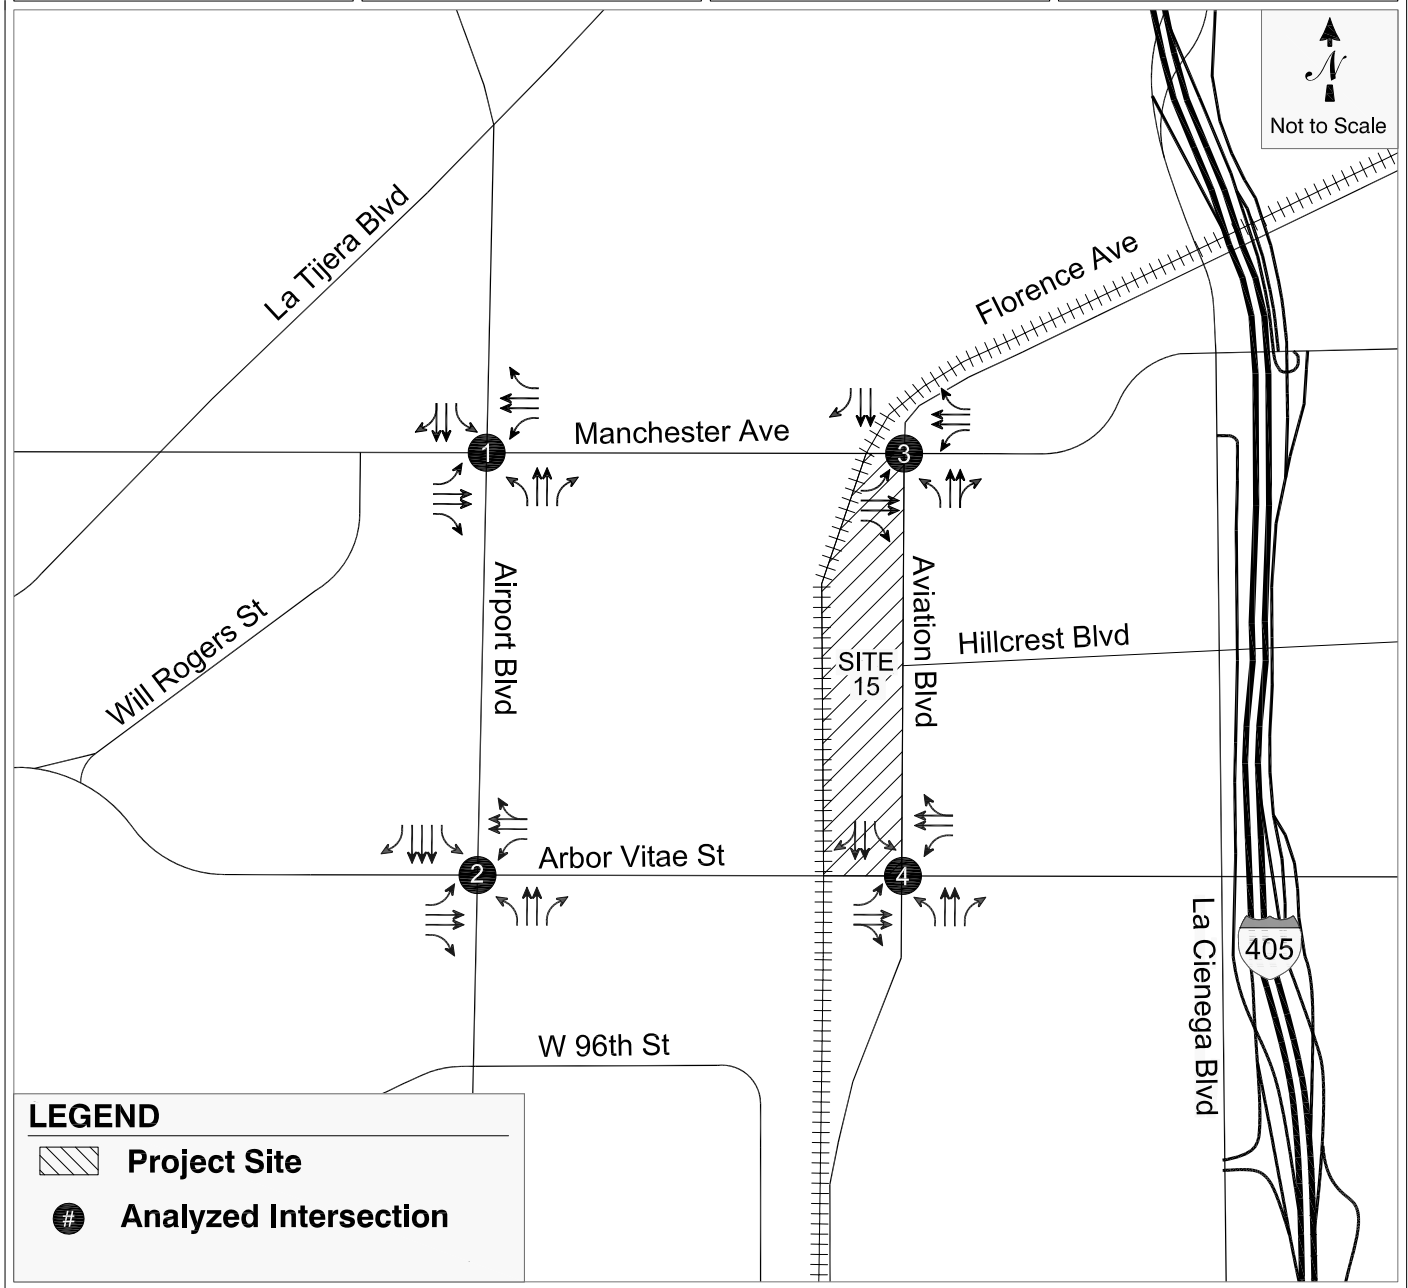 N
Not to Scale
La Tijera Blvd
Florence Ave
1
Manchester Ave
3
Airport Blvd
Aviation Blvd
Will Rogers St
Hillcrest Blvd
SITE
15
2
Arbor Vitae St
4
La Cienega Blvd
405
W 96th St
LEGEND
Project Site
# Analyzed Intersection